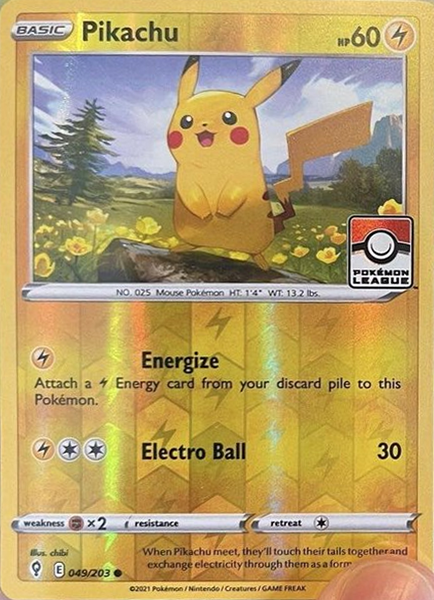 BASIC Pikachu HP60
POKÉMON
LEAGUE
NO. 025 Mouse Pokémon HT: 1'4" WT: 13.2 lbs.
Energize
Attach a Energy card from your discard pile to this
Pokémon.
Electro Ball 30
weakness ×2 resistance retreat
Illus. chibi
When Pikachu meet, they'll touch their tails together and
exchange electricity through them as a form
E 049/203
©2021 Pokémon / Nintendo / Creatures / GAME FREAK